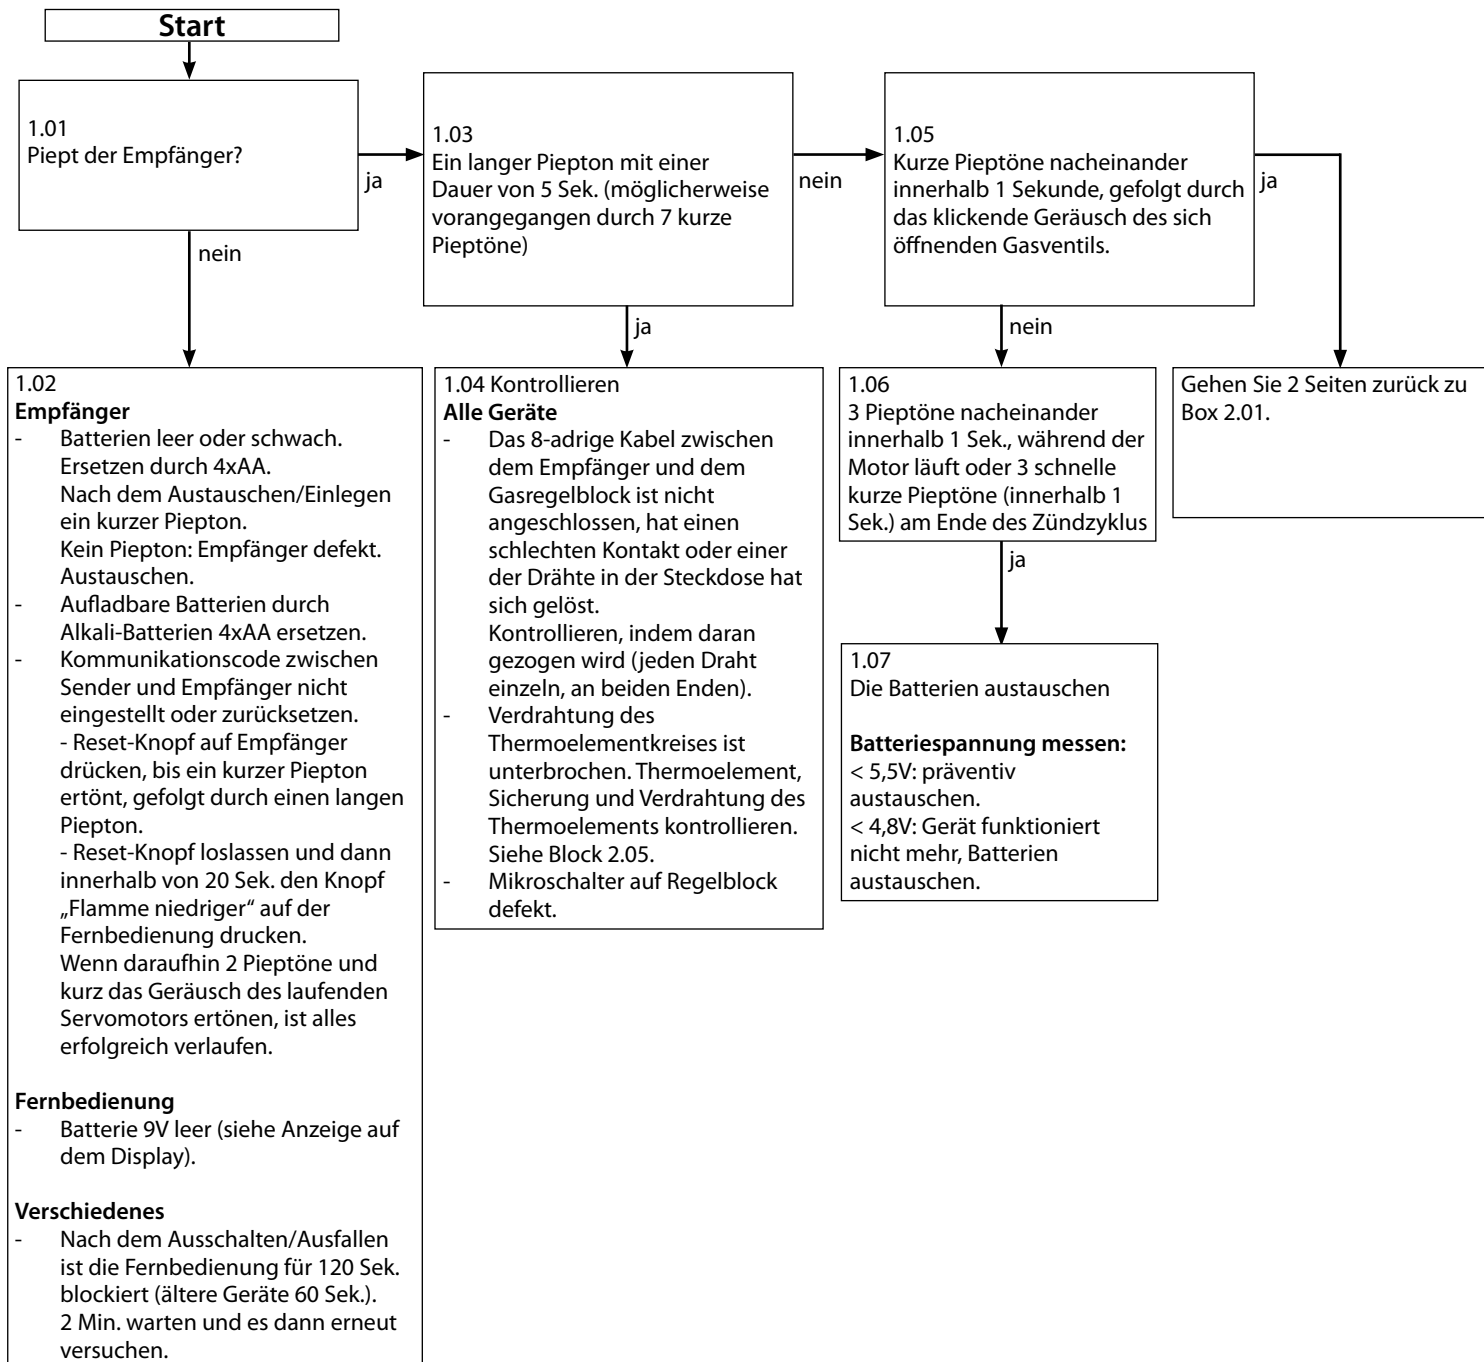 Start
1.01
Piept der Empfänger?
ja
nein
1.03
Ein langer Piepton mit einer
Dauer von 5 Sek. (möglicherweise
vorangegangen durch 7 kurze
Pieptöne)
nein
ja
1.05
Kurze Pieptöne nacheinander
innerhalb 1 Sekunde, gefolgt durch
das klickende Geräusch des sich
öffnenden Gasventils.
ja
nein
1.02
Empfänger
- Batterien leer oder schwach.
Ersetzen durch 4xAA.
Nach dem Austauschen/Einlegen
ein kurzer Piepton.
Kein Piepton: Empfänger defekt.
Austauschen.
- Aufladbare Batterien durch
Alkali-Batterien 4xAA ersetzen.
- Kommunikationscode zwischen
Sender und Empfänger nicht
eingestellt oder zurücksetzen.
- Reset-Knopf auf Empfänger
drücken, bis ein kurzer Piepton
ertönt, gefolgt durch einen langen
Piepton.
- Reset-Knopf loslassen und dann
innerhalb von 20 Sek. den Knopf
„Flamme niedriger“ auf der
Fernbedienung drucken.
Wenn daraufhin 2 Pieptöne und
kurz das Geräusch des laufenden
Servomotors ertönen, ist alles
erfolgreich verlaufen.
Fernbedienung
- Batterie 9V leer (siehe Anzeige auf
dem Display).
Verschiedenes
- Nach dem Ausschalten/Ausfallen
ist die Fernbedienung für 120 Sek.
blockiert (ältere Geräte 60 Sek.).
2 Min. warten und es dann erneut
versuchen.
1.04 Kontrollieren
Alle Geräte
- Das 8-adrige Kabel zwischen
dem Empfänger und dem
Gasregelblock ist nicht
angeschlossen, hat einen
schlechten Kontakt oder einer
der Drähte in der Steckdose hat
sich gelöst.
Kontrollieren, indem daran
gezogen wird (jeden Draht
einzeln, an beiden Enden).
- Verdrahtung des
Thermoelementkreises ist
unterbrochen. Thermoelement,
Sicherung und Verdrahtung des
Thermoelements kontrollieren.
Siehe Block 2.05.
- Mikroschalter auf Regelblock
defekt.
1.06
3 Pieptöne nacheinander
innerhalb 1 Sek., während der
Motor läuft oder 3 schnelle
kurze Pieptöne (innerhalb 1
Sek.) am Ende des Zündzyklus
ja
1.07
Die Batterien austauschen
Batteriespannung messen:
< 5,5V: präventiv
austauschen.
< 4,8V: Gerät funktioniert
nicht mehr, Batterien
austauschen.
Gehen Sie 2 Seiten zurück zu
Box 2.01.